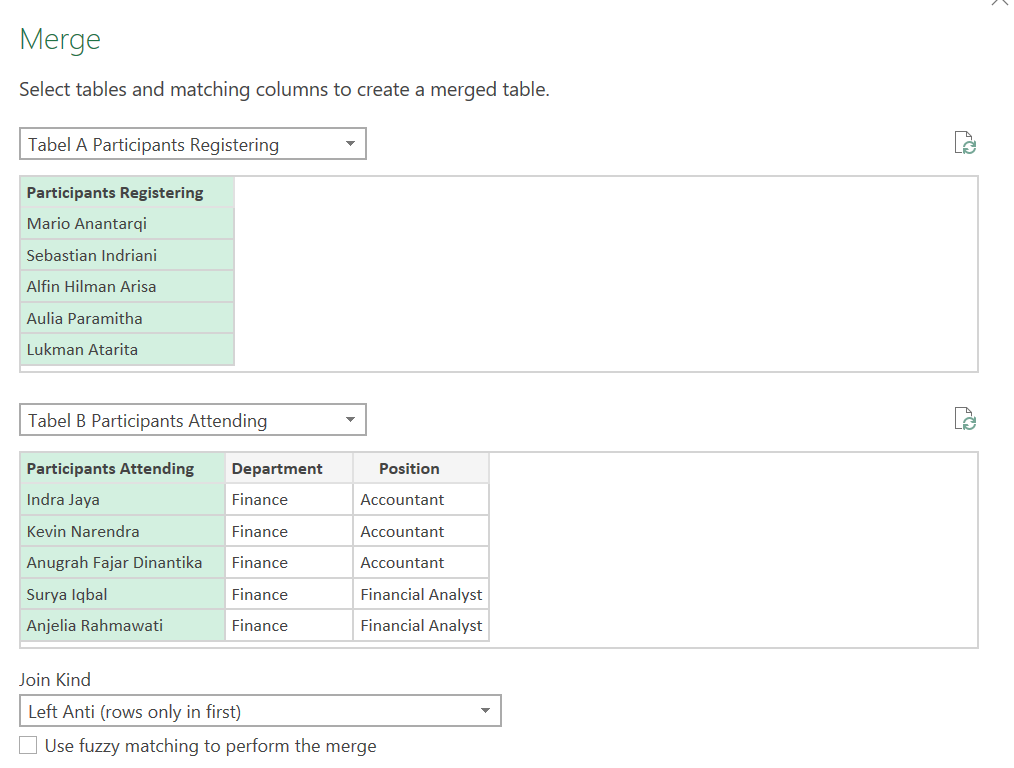 Merge
Select tables and matching columns to create a merged table.
Tabel A Participants Registering
Participants Registering
Mario Anantarqi
Sebastian Indriani
Alfin Hilman Arisa
Aulia Paramitha
Lukman Atarita
Tabel B Participants Attending
Participants Attending Department Position
Indra Jaya Finance Accountant
Kevin Narendra Finance Accountant
Anugrah Fajar Dinantika Finance Accountant
Surya Iqbal Finance Financial Analyst
Anjelia Rahmawati Finance Financial Analyst
Join Kind
Left Anti (rows only in first)
Use fuzzy matching to perform the merge